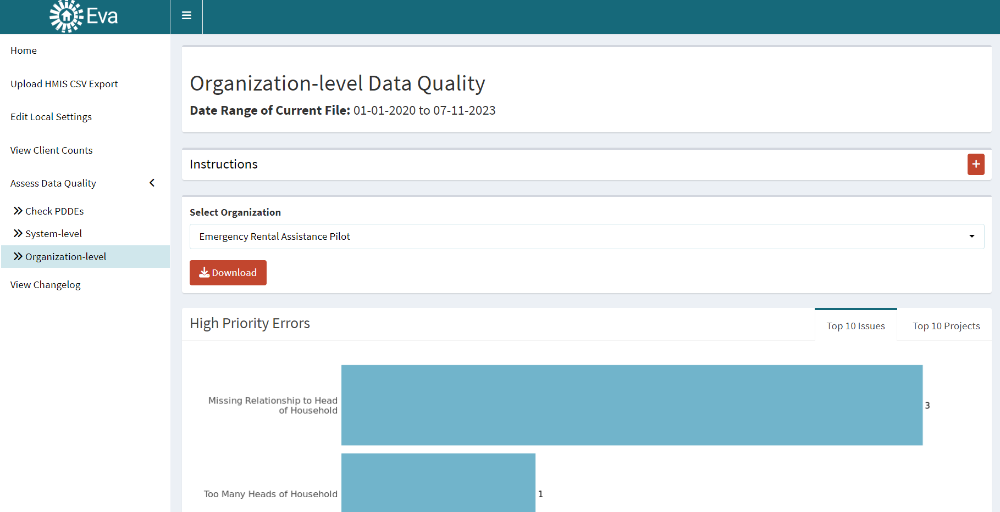 Eva
Home
Upload HMIS CSV Export
Edit Local Settings
View Client Counts
Assess Data Quality
Check PDDEs
System-level
Organization-level
View Changelog
Organization-level Data Quality
Date Range of Current File: 01-01-2020 to 07-11-2023
Instructions
Select Organization
Emergency Rental Assistance Pilot
Download
High Priority Errors
Top 10 Issues
Top 10 Projects
Missing Relationship to Head
of Household
3
Too Many Heads of Household
1